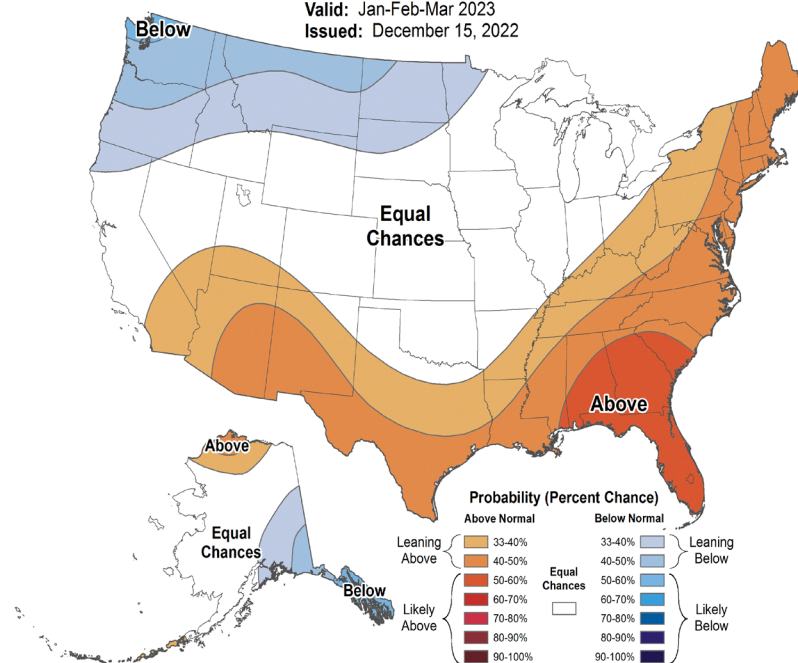 Valid: Jan-Feb-Mar 2023
Issued: December 15, 2022
Below
Equal
Chances
Above
Above
Equal
Chances
Below
Probability (Percent Chance)
Above Normal
Below Normal
Leaning
Above
33-40%
40-50%
50-60%
60-70%
70-80%
80-90%
90-100%
Likely
Above
Equal
Chances
33-40%
40-50%
50-60%
60-70%
70-80%
80-90%
90-100%
Leaning
Below
Likely
Below